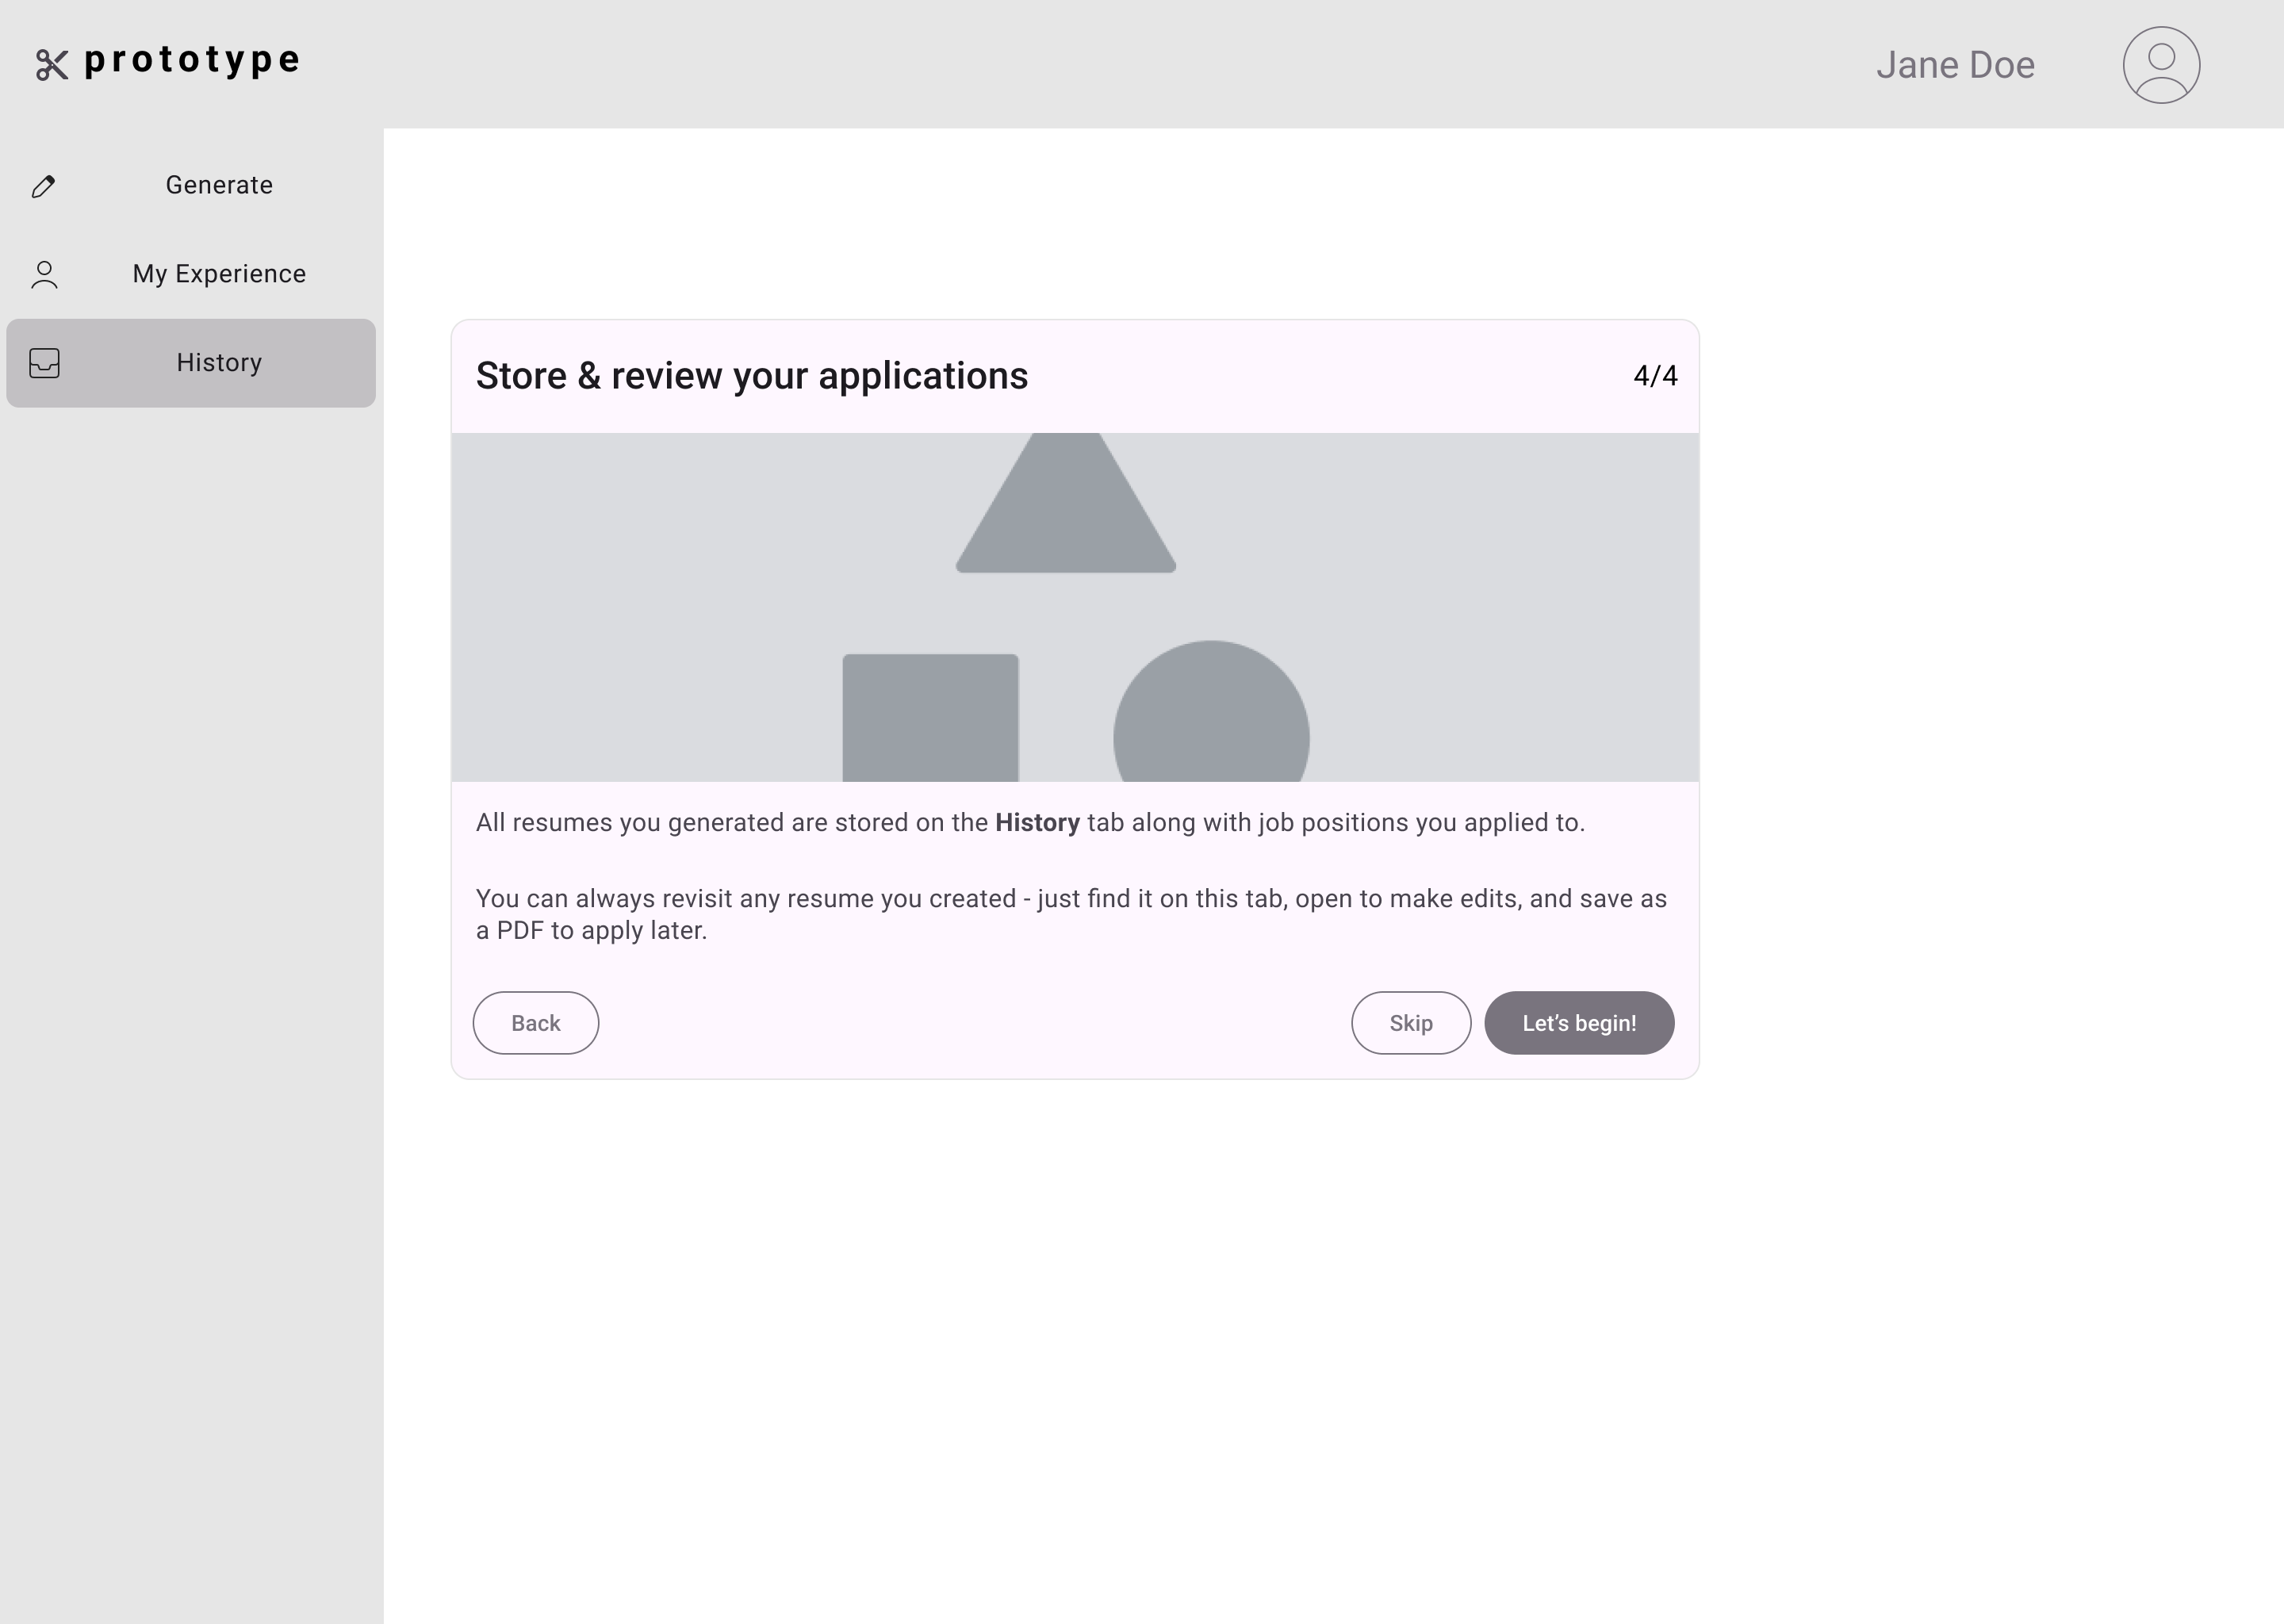 prototype
Jane Doe
Generate
My Experience
History
Store & review your applications
4/4
All resumes you generated are stored on the History tab along with job positions you applied to.
You can always revisit any resume you created - just find it on this tab, open to make edits, and save as
a PDF to apply later.
Back
Skip
Let’s begin!